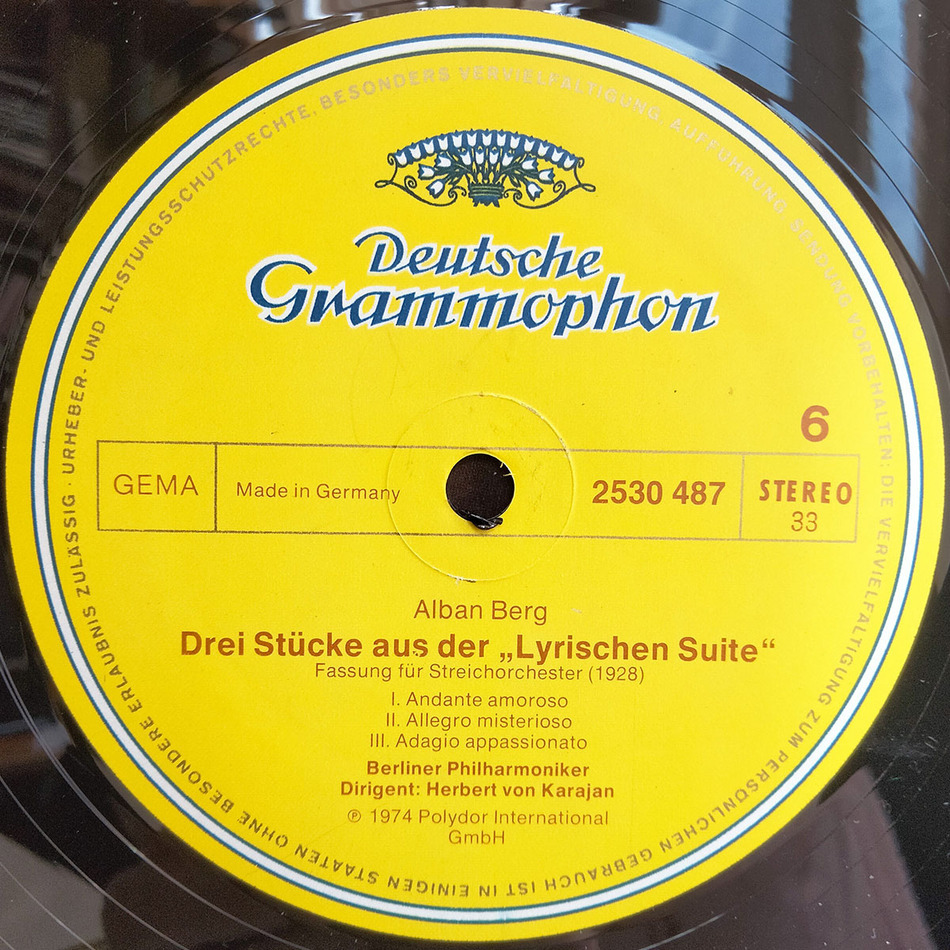 URHEBER- UND LEISTUNGSSCHUTZRECHTE, BESONDERS VERVIELFÄLTIGUNG, AUFFÜHRUNG, SENDUNG VORBEHALTEN; DIE VERVIELFÄLTIGUNG ZUM PERSÖNLICHEN GEBRAUCH IST IN EINIGEN STAATEN OHNE BESONDERE ERLAUBNIS ZULÄSSIG ·
Deutsche
Grammophon
6
GEMA
Made in Germany
2530 487
STEREO
33
Alban Berg
Drei Stücke aus der „Lyrischen Suite“
Fassung für Streichorchester (1928)
I. Andante amoroso
II. Allegro misterioso
III. Adagio appassionato
Berliner Philharmoniker
Dirigent: Herbert von Karajan
℗ 1974 Polydor International
GmbH